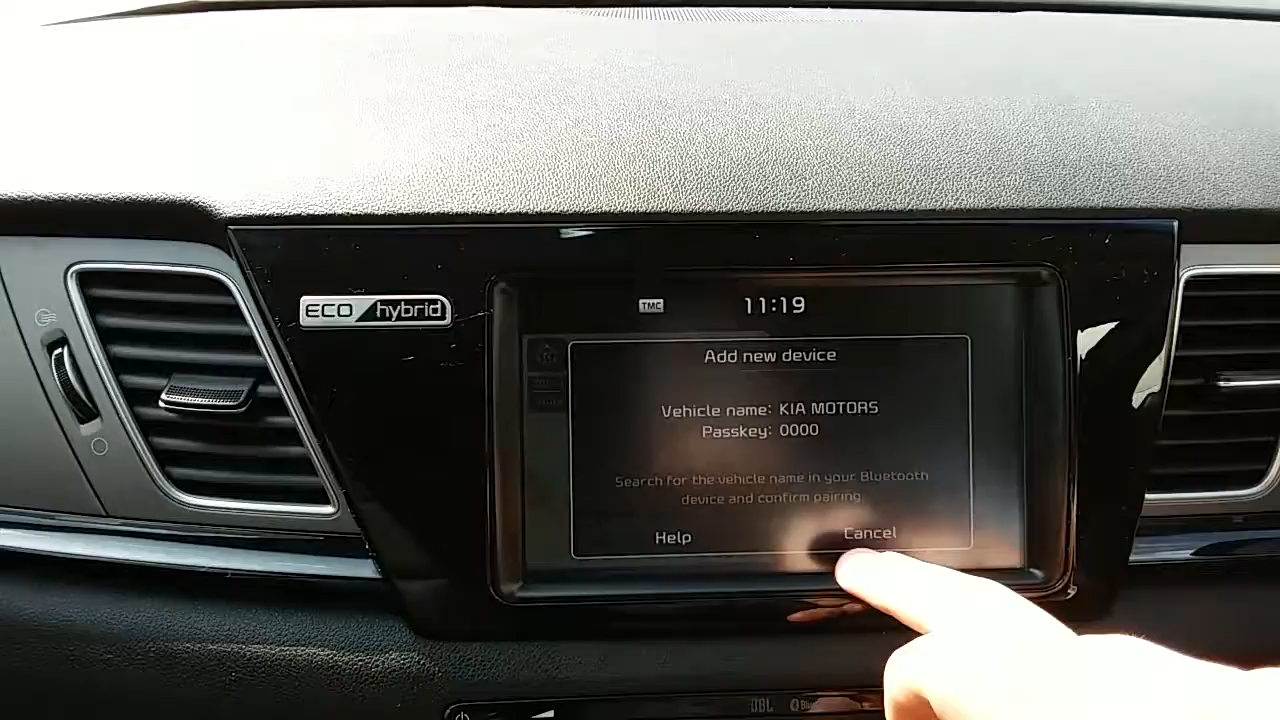 ECO hybrid
TMC
11:19
Add new device
Vehicle name: KIA MOTORS
Passkey: 0000
Search for the vehicle name in your Bluetooth
device and confirm pairing.
Help
Cancel
JBL